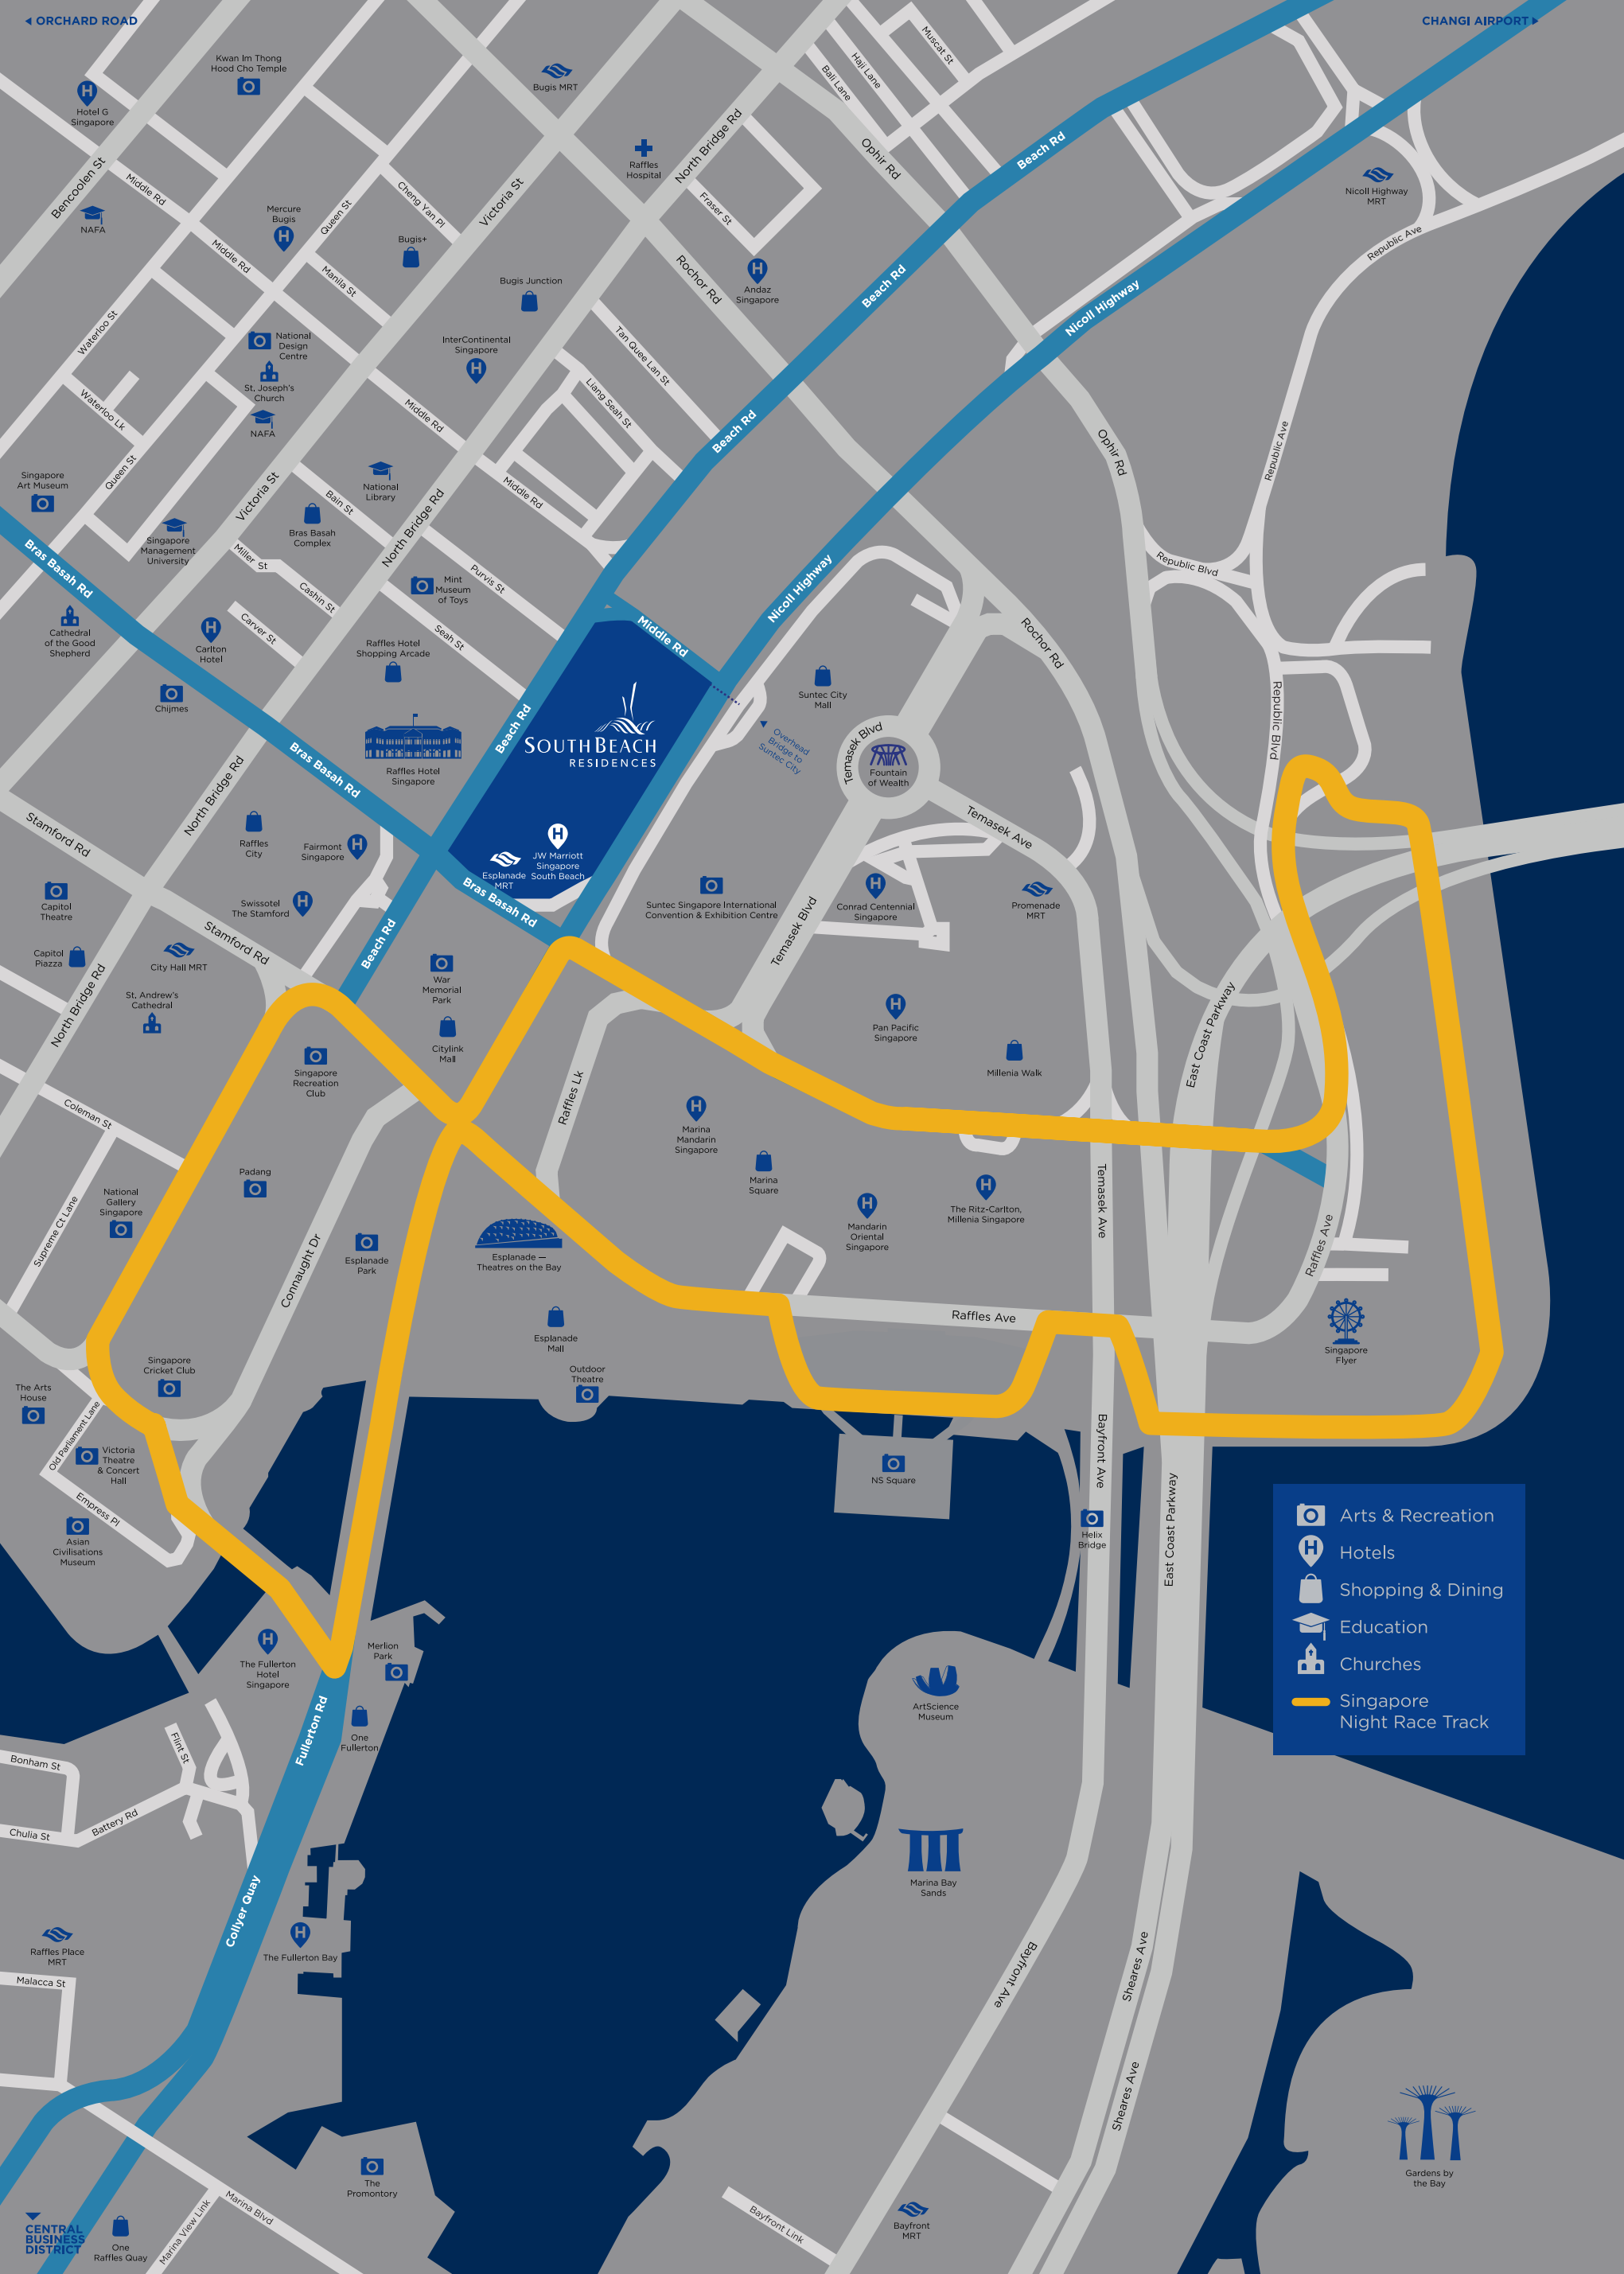 ORCHARD ROAD
CHANGI AIRPORT
Kwan Im Thong
Hood Cho Temple
Hotel G
Singapore
Bugis MRT
Muscat St
Haji Lane
Bali Lane
Raffles
Hospital
North Bridge Rd
Ophir Rd
Beach Rd
Nicoll Highway
MRT
Bencoolen St
Middle Rd
NAFA
Mercure
Bugis
Queen St
Cheng Yan Pl
Victoria St
Fraser St
Bugis+
Middle Rd
Manila St
Bugis Junction
Rochor Rd
Andaz
Singapore
Beach Rd
Nicoll Highway
Republic Ave
Waterloo St
National
Design
Centre
St. Joseph's
Church
NAFA
InterContinental
Singapore
Tan Quee Lan St
Liang Seah St
Waterloo Lk
Middle Rd
Beach Rd
Ophir Rd
Republic Ave
Queen St
Singapore
Art Museum
Victoria St
National
Library
Bain St
Middle Rd
Bras Basah
Complex
North Bridge Rd
Singapore
Management
University
Miller St
Cashin St
Bras Basah Rd
Mint
Museum
of Toys
Purvis St
Nicoll Highway
Republic Blvd
Cathedral
of the Good
Shepherd
Carlton
Hotel
Carver St
Seah St
Raffles Hotel
Shopping Arcade
Middle Rd
Rochor Rd
Chijmes
Suntec City
Mall
Republic Blvd
Beach Rd
SOUTHBEACH
RESIDENCES
Overhead
Bridge to
Suntec City
Temasek Blvd
Fountain
of Wealth
Raffles Hotel
Singapore
Bras Basah Rd
North Bridge Rd
Stamford Rd
Raffles
City
Fairmont
Singapore
JW Marriott
Singapore
South Beach
Esplanade
MRT
Bras Basah Rd
Temasek Ave
Capitol
Theatre
Swissotel
The Stamford
Suntec Singapore International
Convention & Exhibition Centre
Conrad Centennial
Singapore
Promenade
MRT
Stamford Rd
Beach Rd
Temasek Blvd
Capitol
Piazza
City Hall MRT
War
Memorial
Park
North Bridge Rd
St. Andrew's
Cathedral
Citylink
Mall
Pan Pacific
Singapore
Millenia Walk
East Coast Parkway
Singapore
Recreation
Club
Coleman St
Raffles Lk
Marina
Mandarin
Singapore
Marina
Square
Padang
National
Gallery
Singapore
Supreme Ct Lane
Connaught Dr
Esplanade
Park
Esplanade —
Theatres on the Bay
Mandarin
Oriental
Singapore
The Ritz-Carlton,
Millenia Singapore
Temasek Ave
Raffles Ave
Raffles Ave
Singapore
Flyer
Esplanade
Mall
Outdoor
Theatre
Singapore
Cricket Club
The Arts
House
Old Parliament Lane
Victoria
Theatre
& Concert
Hall
Empress Pl
Asian
Civilisations
Museum
NS Square
Bayfront Ave
Helix
Bridge
East Coast Parkway
Arts & Recreation
Hotels
Shopping & Dining
Education
Churches
Singapore
Night Race Track
The Fullerton
Hotel
Singapore
Merlion
Park
Fullerton Rd
One
Fullerton
ArtScience
Museum
Flint St
Bonham St
Chulia St
Battery Rd
Marina Bay
Sands
Collyer Quay
The Fullerton Bay
Raffles Place
MRT
Malacca St
Bayfront Ave
Sheares Ave
Sheares Ave
The
Promontory
Gardens by
the Bay
Marina Blvd
Marina View Link
CENTRAL
BUSINESS
DISTRICT
One
Raffles Quay
Bayfront Link
Bayfront
MRT